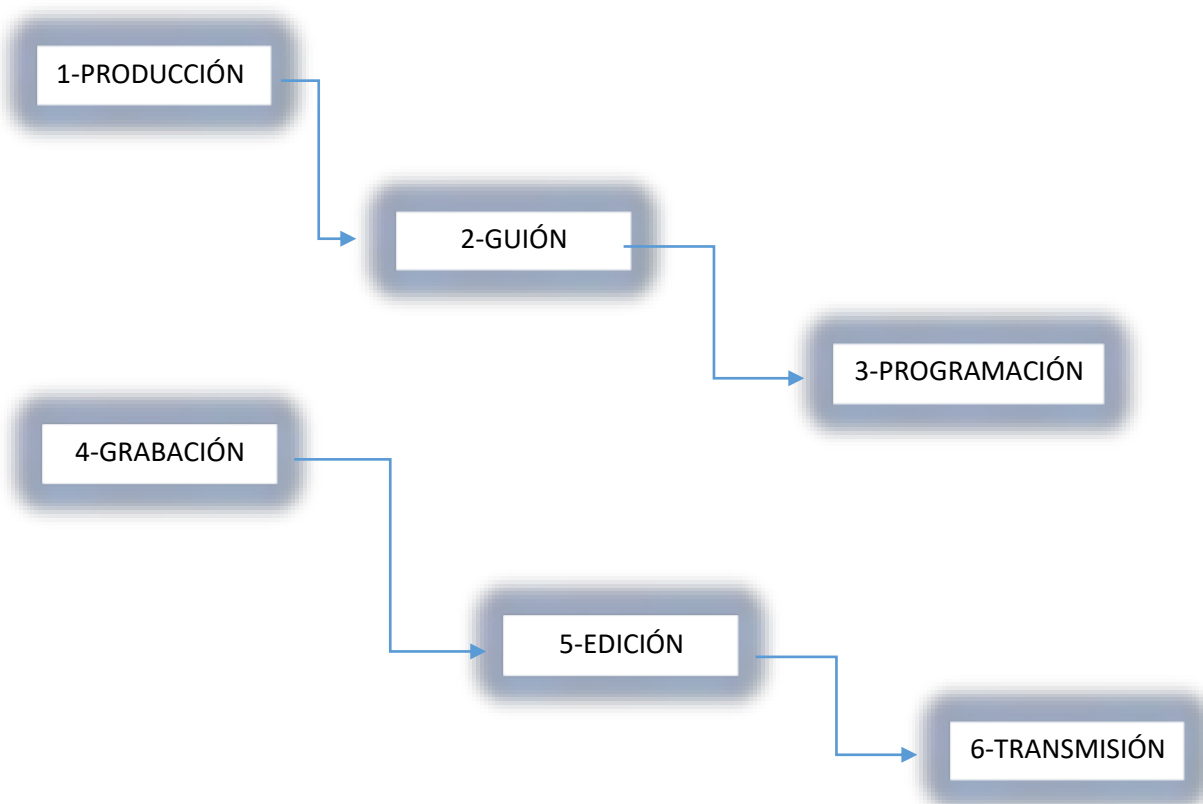 1-PRODUCCIÓN
2-GUIÓN
3-PROGRAMACIÓN
4-GRABACIÓN
5-EDICIÓN
6-TRANSMISIÓN